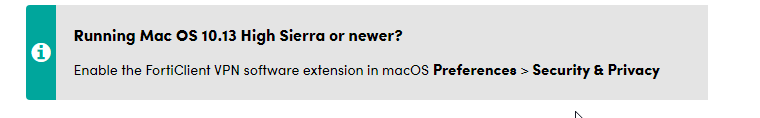 Running Mac OS 10.13 High Sierra or newer?
Enable the FortiClient VPN software extension in macOS Preferences > Security & Privacy